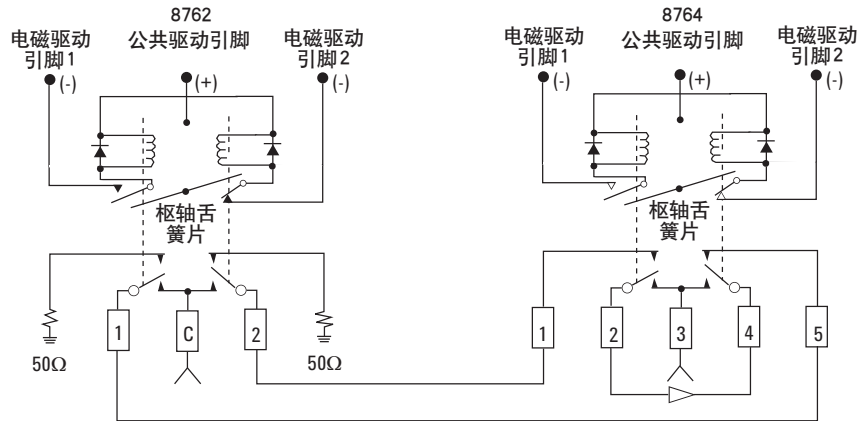 8762
公共驱动引脚
电磁驱动
引脚1
(-)
(+)
电磁驱动
引脚2
(-)
枢轴舌
簧片
50Ω
1
C
2
50Ω
8764
公共驱动引脚
电磁驱动
引脚1
(-)
(+)
电磁驱动
引脚2
(-)
枢轴舌
簧片
1
2
3
4
5